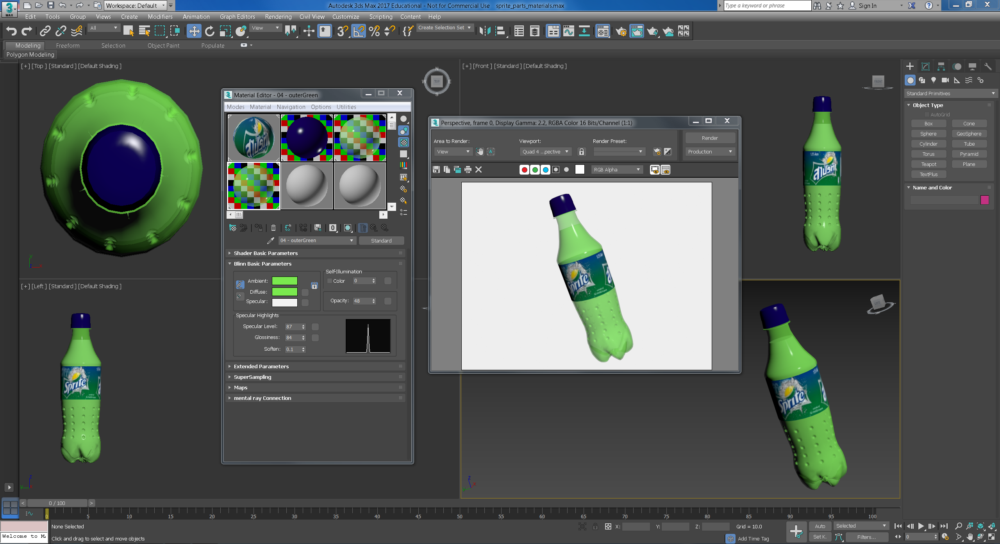 Workspace: Default
Autodesk 3ds Max 2017 Educational - Not for Commercial Use sprite_parts_materials.max
Type a keyword or phrase
Sign In
3
MAX
Edit Tools Group Views Create Modifiers Animation Graph Editors Rendering Civil View Customize Scripting Content Help
All
View
Create Selection Set
Modeling Freeform Selection Object Paint Populate
Polygon Modeling
[+] [Top ] [Standard ] [Default Shading ]
N
W TOP E
S
[+] [Front ] [Standard ] [Default Shading ]
FRONT
Standard Primitives
Object Type
AutoGrid
Box Cone
Sphere GeoSphere
Cylinder Tube
Torus Pyramid
Teapot Plane
TextPlus
Name and Color
Material Editor - 04 - outerGreen
Modes Material Navigation Options Utilities
0
04 - outerGreen
Standard
Shader Basic Parameters
Blinn Basic Parameters
Ambient:
Diffuse:
Specular:
Self-Illumination
Color 0
Opacity: 48
Specular Highlights
Specular Level: 87
Glossiness: 84
Soften: 0.1
Extended Parameters
SuperSampling
Maps
mental ray Connection
Perspective, frame 0, Display Gamma: 2.2, RGBA Color 16 Bits/Channel (1:1)
Area to Render: Viewport: Render Preset:
View
Quad 4 ...pective
Render
Production
RGB Alpha
Sprite
y
z x
[+] [Left ] [Standard ] [Default Shading ]
Sprite
z
y x
LEFT
Sprite
z
x
y
< 0 / 100 >
0 5 10 15 20 25 30 35 40 45 50 55 60 65 70 75 80 85 90 95 100
None Selected
X: Y: Z: Grid = 10.0
Auto Selected
Welcome to M
Click and drag to select and move objects
Add Time Tag
Set K. Filters...
0